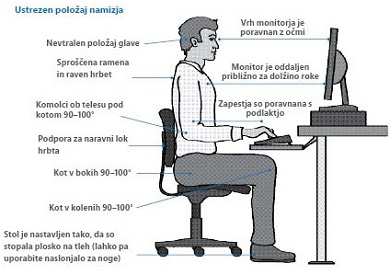 Ustrezen položaj namizja
Nevtralen položaj glave
Sproščena ramena
in raven hrbet
Komolci ob telesu pod
kotom 90–100°
Podpora za naravni lok
hrbta
Kot v bokih 90–100°
Kot v kolenih 90–100°
Stol je nastavljen tako, da so
stopala plosko na tleh (lahko pa
uporabite naslonjalo za noge)
Vrh monitorja je
poravnan z očmi
Monitor je oddaljen
približno za dolžino roke
Zapestja so poravnana s
podlaktjo